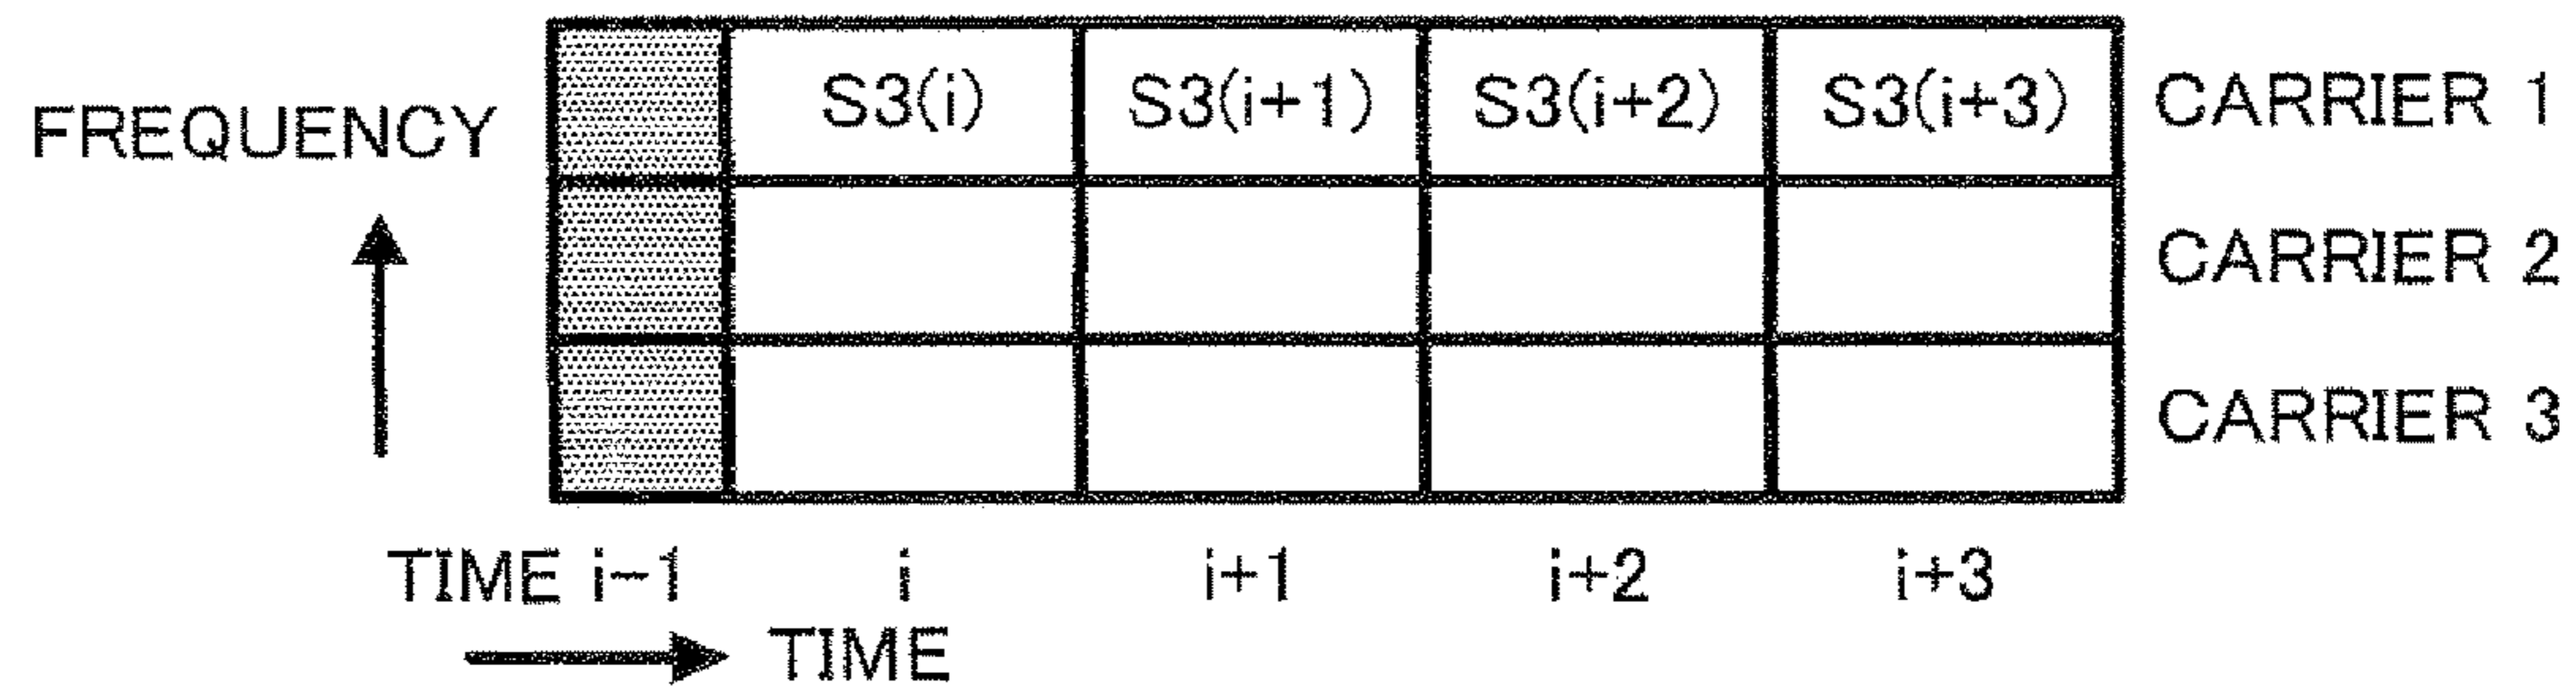 FREQUENCY
S3(i) S3(i+1) S3(i+2) S3(i+3) CARRIER 1
CARRIER 2
CARRIER 3
TIME i-1 i i+1 i+2 i+3
TIME